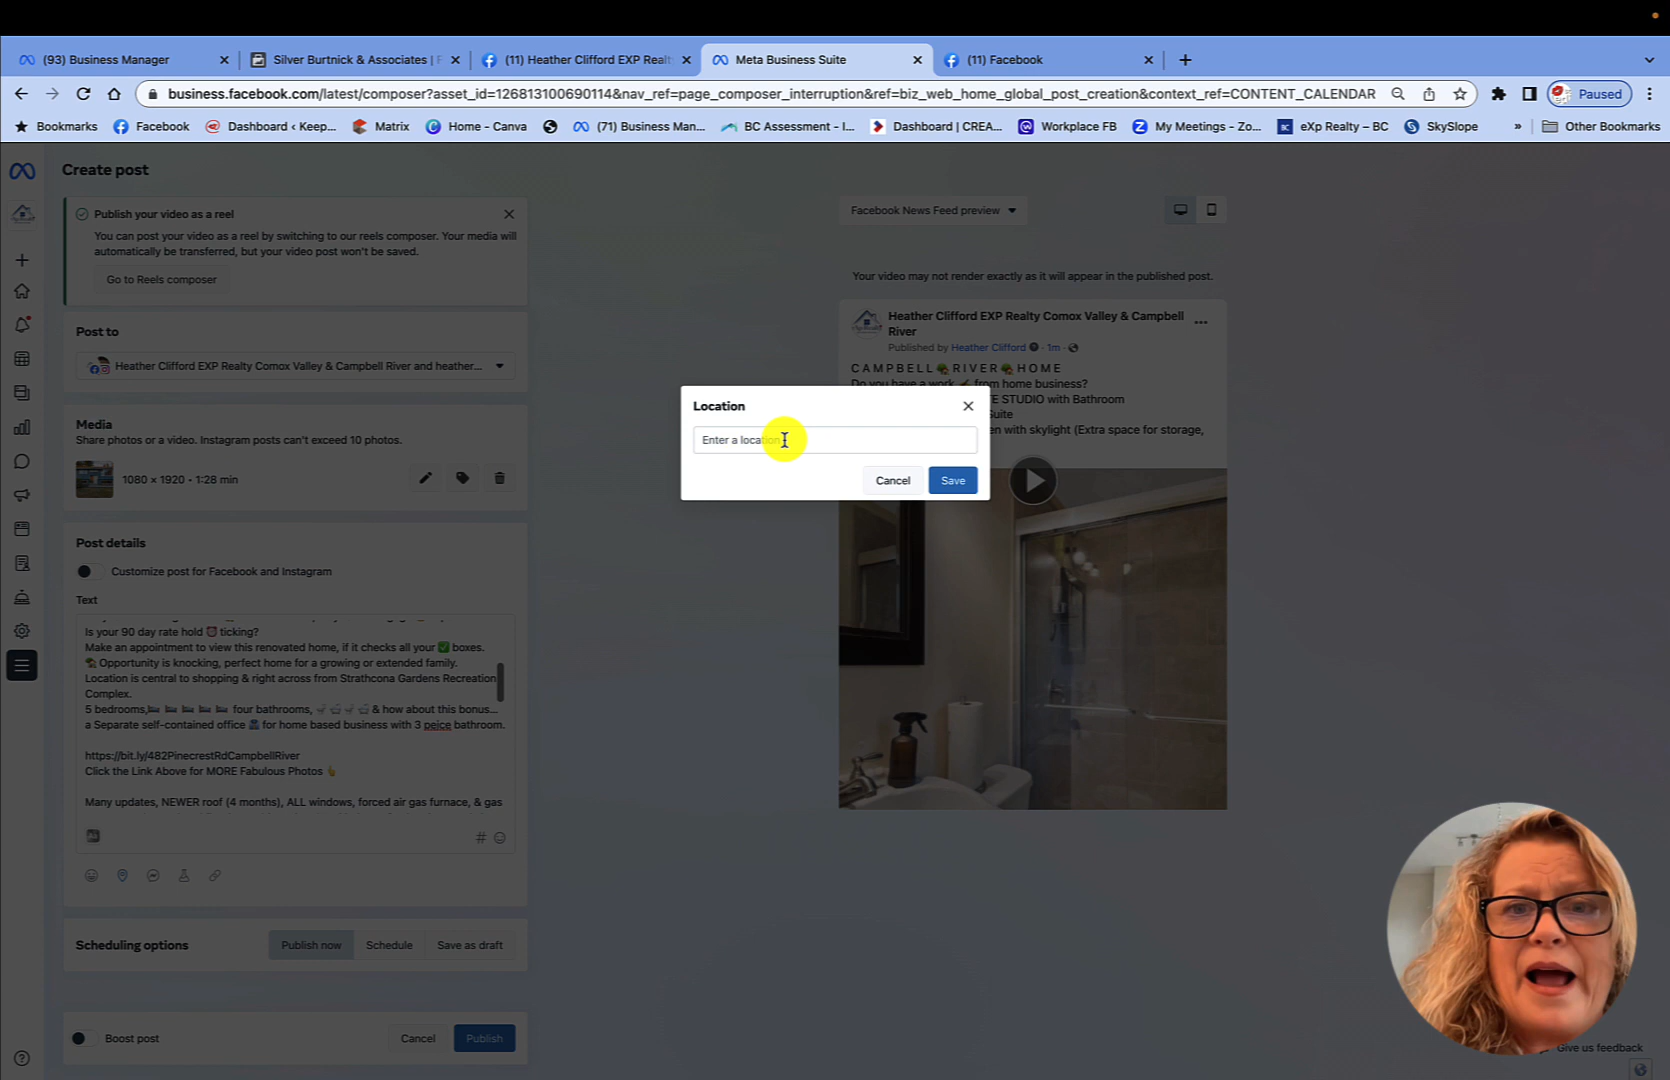 (93) Business Manager
Silver Burtnick & Associates |
(11) Heather Clifford EXP Realt
Meta Business Suite
(11) Facebook
business.facebook.com/latest/composer?asset_id=126813100690114&nav_ref=page_composer_interruption&ref=biz_web_home_global_post_creation&context_ref=CONTENT_CALENDAR
Paused
Bookmarks
Facebook
Dashboard ‹ Keep...
Matrix
Home - Canva
(71) Business Man...
BC Assessment - I...
Dashboard | CREA...
Workplace FB
My Meetings - Zo...
eXp Realty – BC
SkySlope
»
Other Bookmarks
Create post
Publish your video as a reel
You can post your video as a reel by switching to our reels composer. Your media will
automatically be transferred, but your video post won't be saved.
Go to Reels composer
Post to
Heather Clifford EXP Realty Comox Valley & Campbell River and heather...
Media
Share photos or a video. Instagram posts can't exceed 10 photos.
1080 × 1920 • 1:28 min
Post details
Customize post for Facebook and Instagram
Text
Is your 90 day rate hold ⏰ ticking?
Make an appointment to view this renovated home, if it checks all your ✅ boxes.
🏡 Opportunity is knocking, perfect home for a growing or extended family.
Location is central to shopping & right across from Strathcona Gardens Recreation
Complex.
5 bedrooms, four bathrooms, & how about this bonus...
a Separate self-contained office for home based business with 3 peice bathroom.
https://bit.ly/482PinecrestRdCampbellRiver
Click the Link Above for MORE Fabulous Photos 👆
Many updates, NEWER roof (4 months), ALL windows, forced air gas furnace, & gas
#
Scheduling options
Publish now
Schedule
Save as draft
Boost post
Cancel
Publish
Facebook News Feed preview
Your video may not render exactly as it will appear in the published post.
Heather Clifford EXP Realty Comox Valley & Campbell
River
Published by Heather Clifford · 1m ·
C A M P B E L L 🏡 R I V E R 🏡 H O M E
Do you have a work from home business?
TE STUDIO with Bathroom
Suite
en with skylight (Extra space for storage,
Location
Enter a location
Cancel
Save
Give us feedback